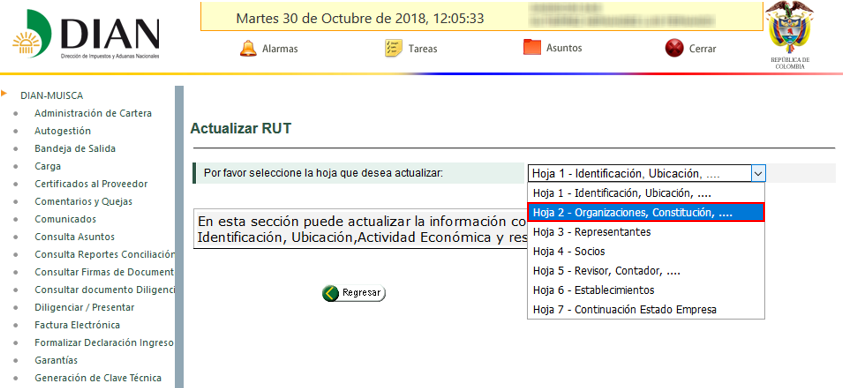 DIAN
Dirección de Impuestos y Aduanas Nacionales
Martes 30 de Octubre de 2018, 12:05:33
Alarmas
Tareas
Asuntos
Cerrar
REPÚBLICA DE
COLOMBIA
DIAN-MUISCA
Administración de Cartera
Autogestión
Bandeja de Salida
Carga
Certificados al Proveedor
Comentarios y Quejas
Comunicados
Consulta Asuntos
Consulta Reportes Conciliación
Consultar Firmas de Document
Consultar documento Diligenci
Diligenciar / Presentar
Factura Electrónica
Formalizar Declaración Ingreso
Garantías
Generación de Clave Técnica
Actualizar RUT
Por favor seleccione la hoja que desea actualizar:
Hoja 1 - Identificación, Ubicación, ....
Hoja 1 - Identificación, Ubicación, ....
Hoja 2 - Organizaciones, Constitución, ....
Hoja 3 - Representantes
Hoja 4 - Socios
Hoja 5 - Revisor, Contador, ....
Hoja 6 - Establecimientos
Hoja 7 - Continuación Estado Empresa
En esta sección puede actualizar la información co
Identificación, Ubicación,Actividad Económica y res
Regresar